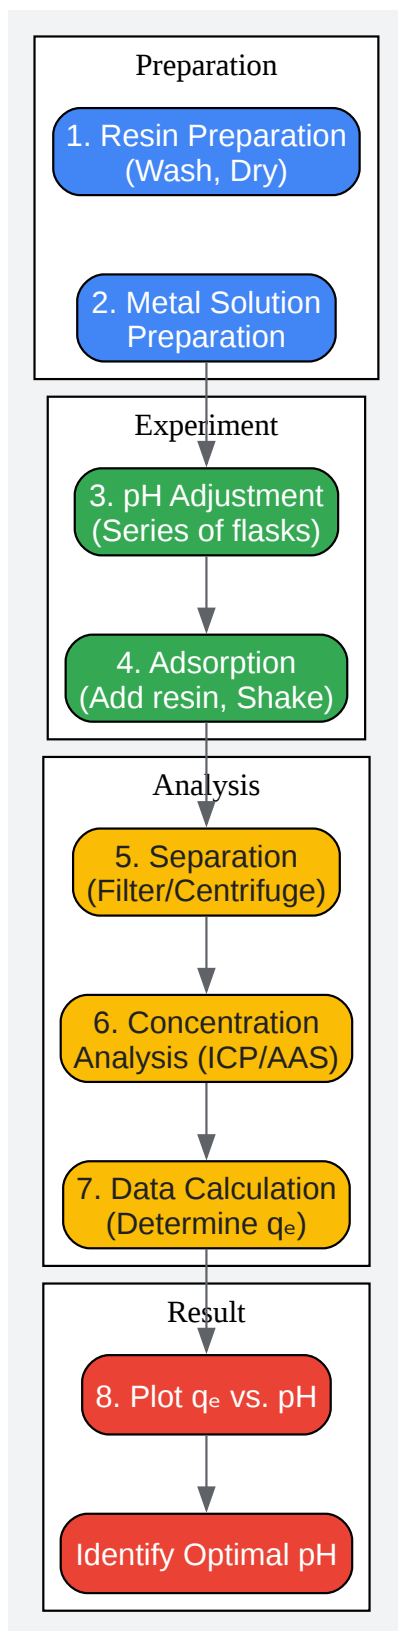 Preparation
1. Resin Preparation
(Wash, Dry)
2. Metal Solution
Preparation
Experiment
3. pH Adjustment
(Series of flasks)
4. Adsorption
(Add resin, Shake)
Analysis
5. Separation
(Filter/Centrifuge)
6. Concentration
Analysis (ICP/AAS)
7. Data Calculation
(Determine qₑ)
Result
8. Plot qₑ vs. pH
Identify Optimal pH